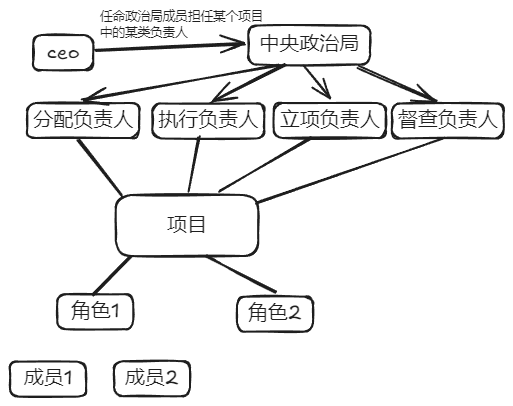 任命政治局成员担任某个项目
中的某类负责人
ceo
中央政治局
分配负责人
执行负责人
立项负责人
督查负责人
项目
角色1
角色2
成员1
成员2